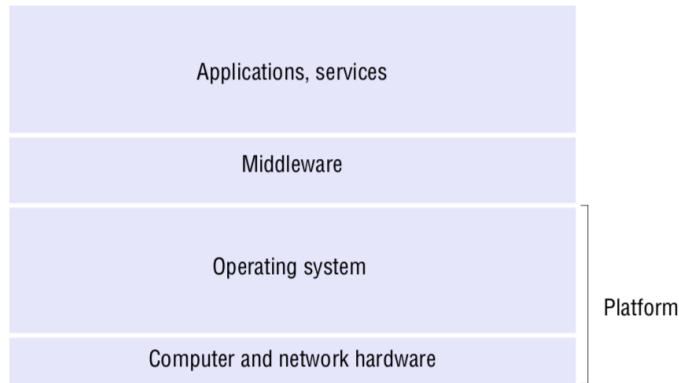 Applications, services
Middleware
Operating system
Platform
Computer and network hardware